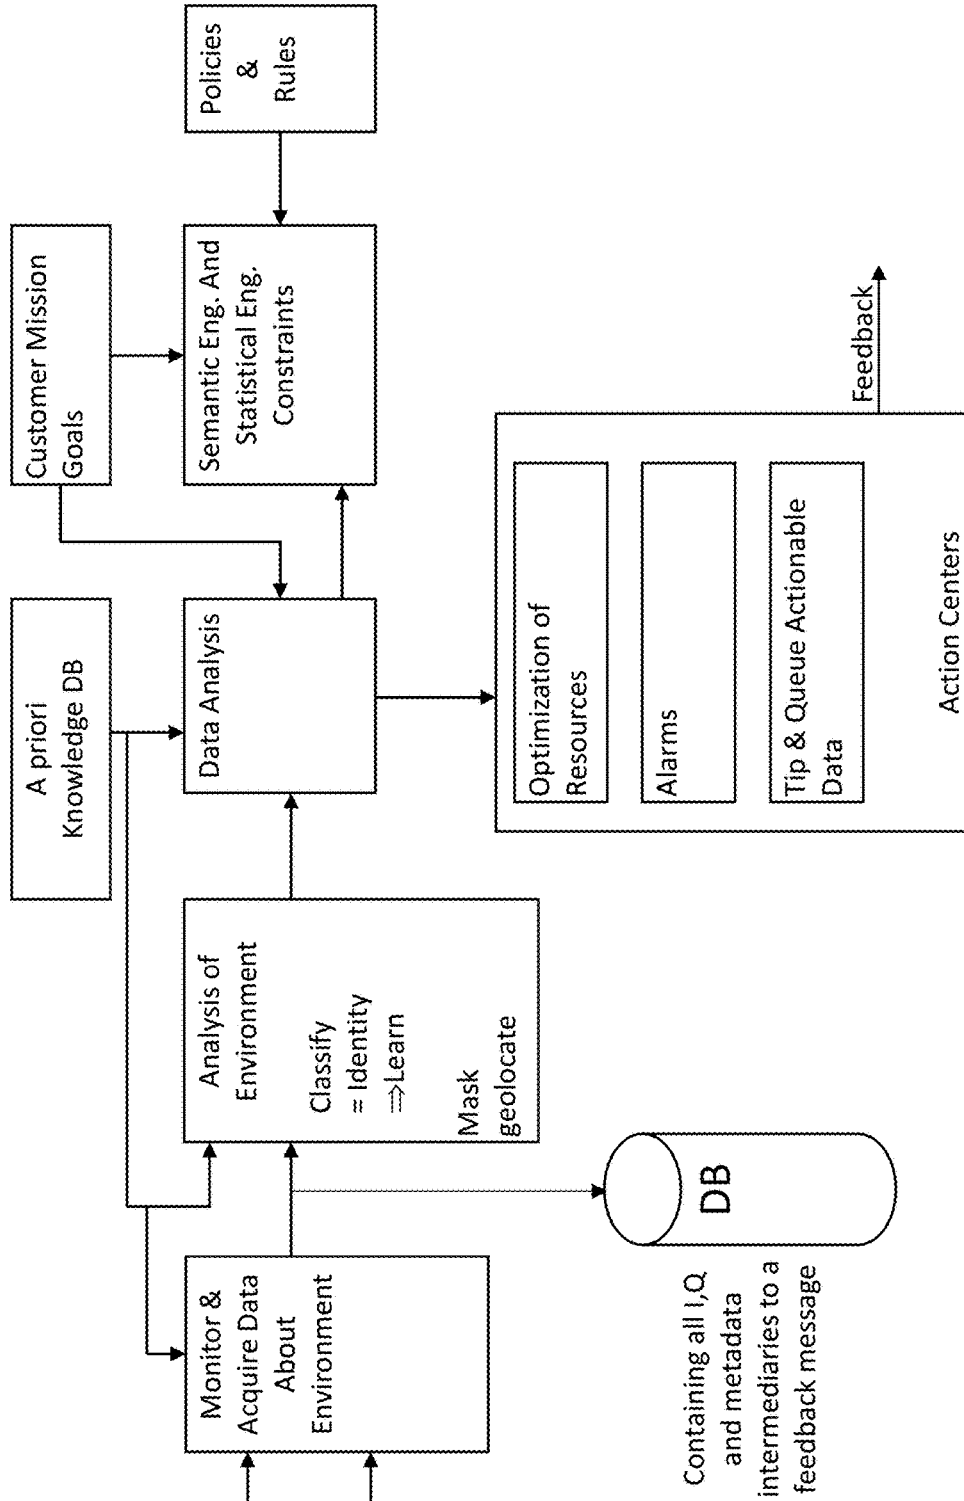 A priori
Knowledge DB
Customer Mission
Goals
Monitor &
Acquire Data
About
Environment
Analysis of
Environment
Classify
= Identity
⇒Learn
Mask
geolocate
Data Analysis
Semantic Eng. And
Statistical Eng.
Constraints
Policies
&
Rules
Containing all I,Q
and metadata
intermediaries to a
feedback message
DB
Optimization of
Resources
Alarms
Tip & Queue Actionable
Data
Action Centers
Feedback